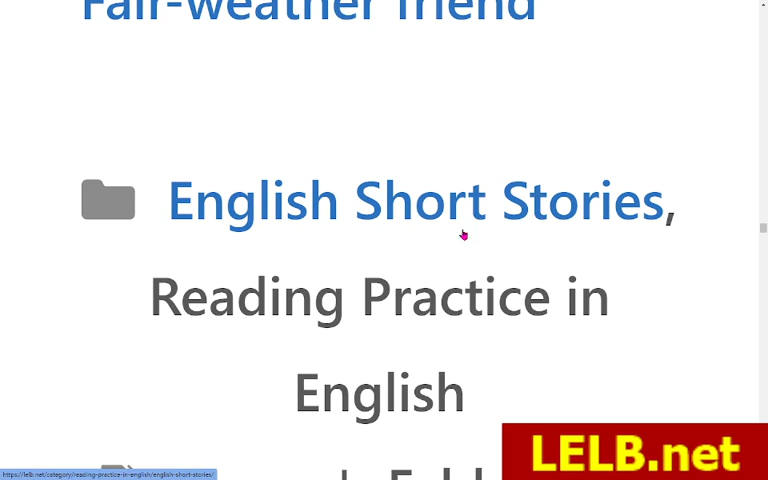 Fair-weather friend
English Short Stories,
Reading Practice in
English
LELB.net
https://lelb.net/category/reading-practice-in-english/english-short-stories/